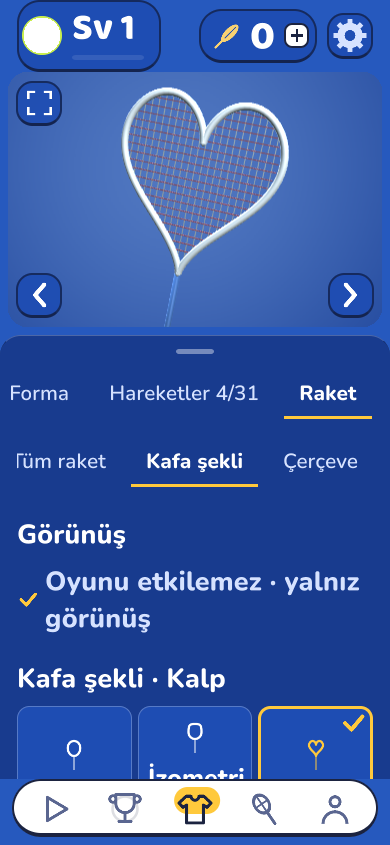 Sv 1
0
Forma Hareketler 4/31 Raket
Tüm raket Kafa şekli Çerçeve
Görünüş
Oyunu etkilemez · yalnız
görünüş
Kafa şekli · Kalp
İzometri